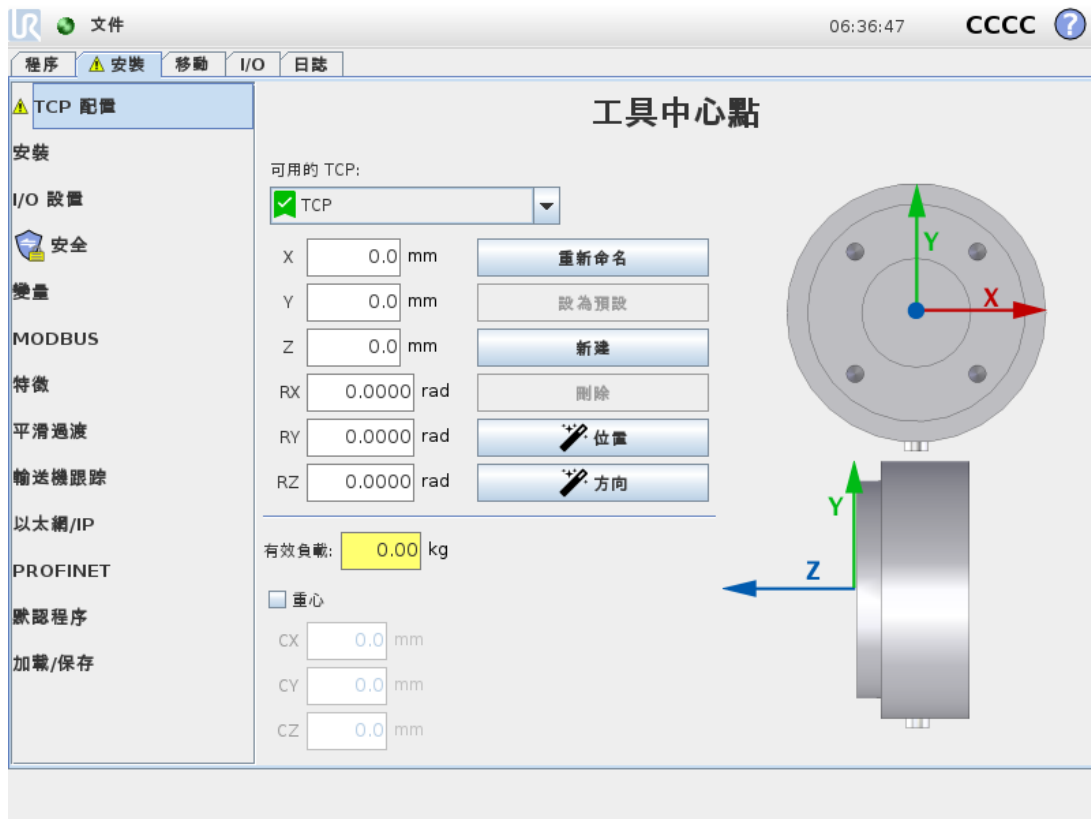 UR 文件 06:36:47 CCCC ?
程序 安裝 移動 I/O 日誌
TCP 配置
安裝
I/O 設置
安全
變量
MODBUS
特徵
平滑過渡
輸送機跟踪
以太網/IP
PROFINET
默認程序
加載/保存
工具中心點
可用的 TCP:
TCP
X 0.0 mm 重新命名
Y 0.0 mm 設為預設
Z 0.0 mm 新建
RX 0.0000 rad 刪除
RY 0.0000 rad 位置
RZ 0.0000 rad 方向
有效負載: 0.00 kg
重心
CX 0.0 mm
CY 0.0 mm
CZ 0.0 mm
Y
X
Y
Z